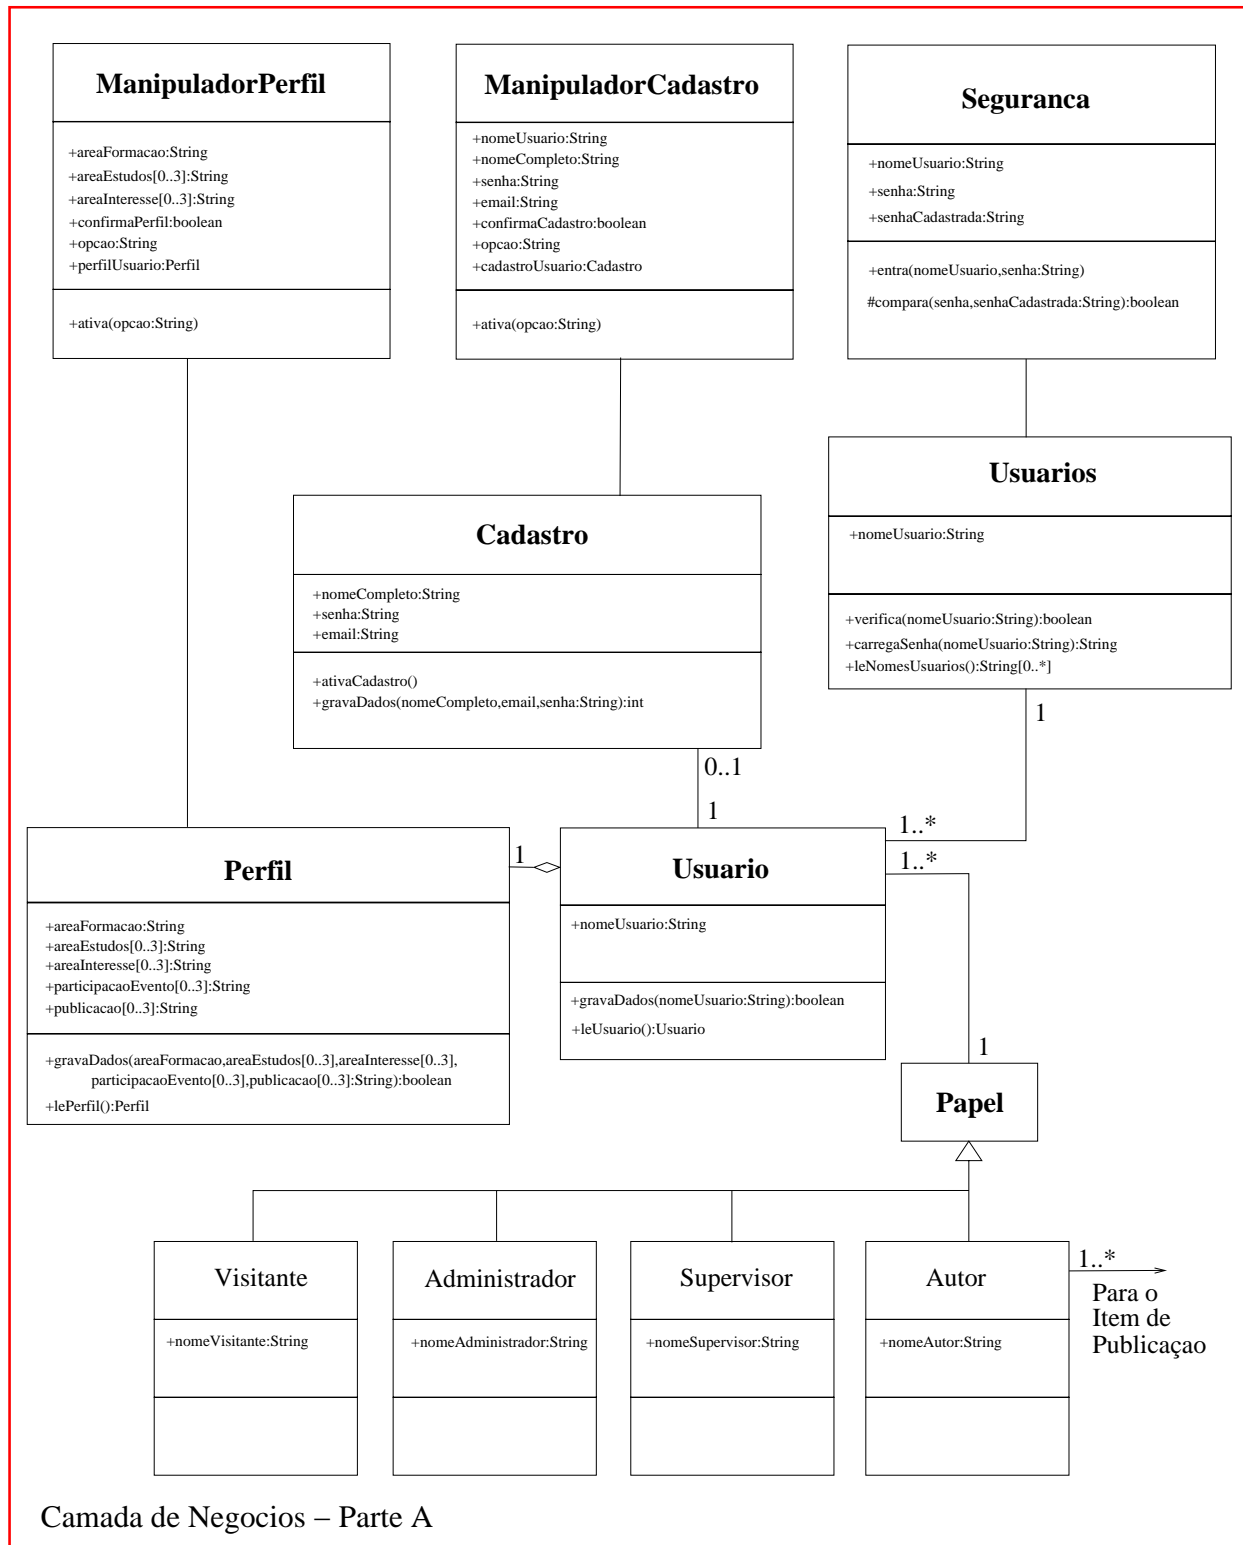 ManipuladorPerfil
+areaFormacao:String
+areaEstudos[0..3]:String
+areaInteresse[0..3]:String
+confirmaPerfil:boolean
+opcao:String
+perfilUsuario:Perfil
+ativa(opcao:String)
ManipuladorCadastro
+nomeUsuario:String
+nomeCompleto:String
+senha:String
+email:String
+confirmaCadastro:boolean
+opcao:String
+cadastroUsuario:Cadastro
+ativa(opcao:String)
Seguranca
+nomeUsuario:String
+senha:String
+senhaCadastrada:String
+entra(nomeUsuario,senha:String)
#compara(senha,senhaCadastrada:String):boolean
Usuarios
+nomeUsuario:String
+verifica(nomeUsuario:String):boolean
+carregaSenha(nomeUsuario:String):String
+leNomesUsuarios():String[0..*]
1
Cadastro
+nomeCompleto:String
+senha:String
+email:String
+ativaCadastro()
+gravaDados(nomeCompleto,email,senha:String):int
0..1
1
1..*
1..*
Perfil
+areaFormacao:String
+areaEstudos[0..3]:String
+areaInteresse[0..3]:String
+participacaoEvento[0..3]:String
+publicacao[0..3]:String
+gravaDados(areaFormacao,areaEstudos[0..3],areaInteresse[0..3],
participacaoEvento[0..3],publicacao[0..3]:String):boolean
+lePerfil():Perfil
1
Usuario
+nomeUsuario:String
+gravaDados(nomeUsuario:String):boolean
+leUsuario():Usuario
1
Papel
Visitante
+nomeVisitante:String
Administrador
+nomeAdministrador:String
Supervisor
+nomeSupervisor:String
Autor
+nomeAutor:String
1..*
Para o
Item de
Publicaçao
Camada de Negocios – Parte A